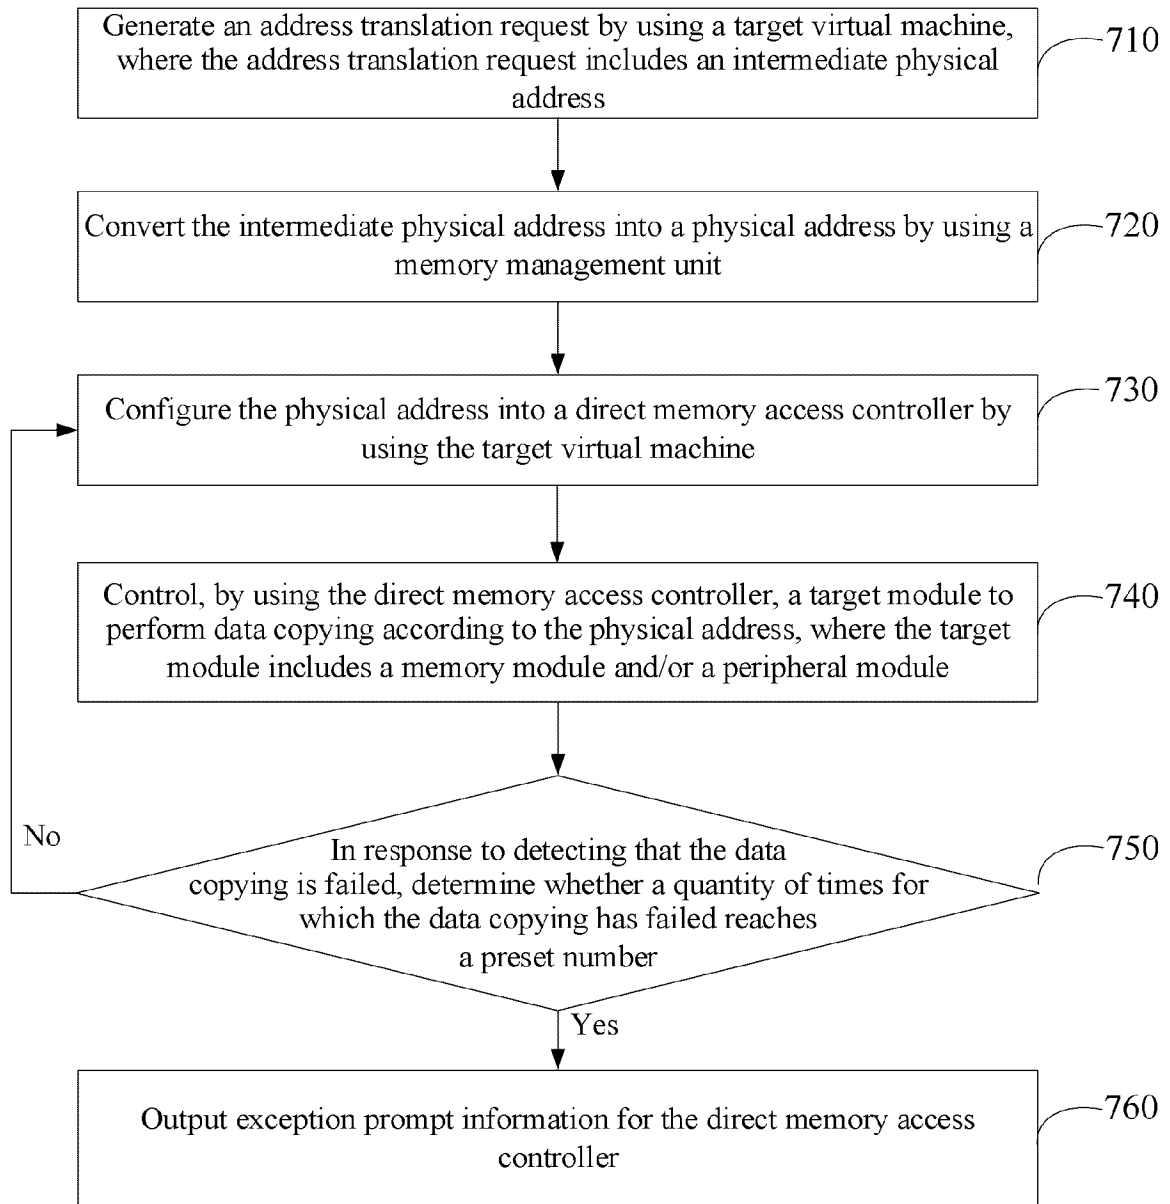 Generate an address translation request by using a target virtual machine,
where the address translation request includes an intermediate physical
address
710
Convert the intermediate physical address into a physical address by using a
memory management unit
720
Configure the physical address into a direct memory access controller by
using the target virtual machine
730
Control, by using the direct memory access controller, a target module to
perform data copying according to the physical address, where the target
module includes a memory module and/or a peripheral module
740
No
In response to detecting that the data
copying is failed, determine whether a quantity of times for
which the data copying has failed reaches
a preset number
750
Yes
Output exception prompt information for the direct memory access
controller
760